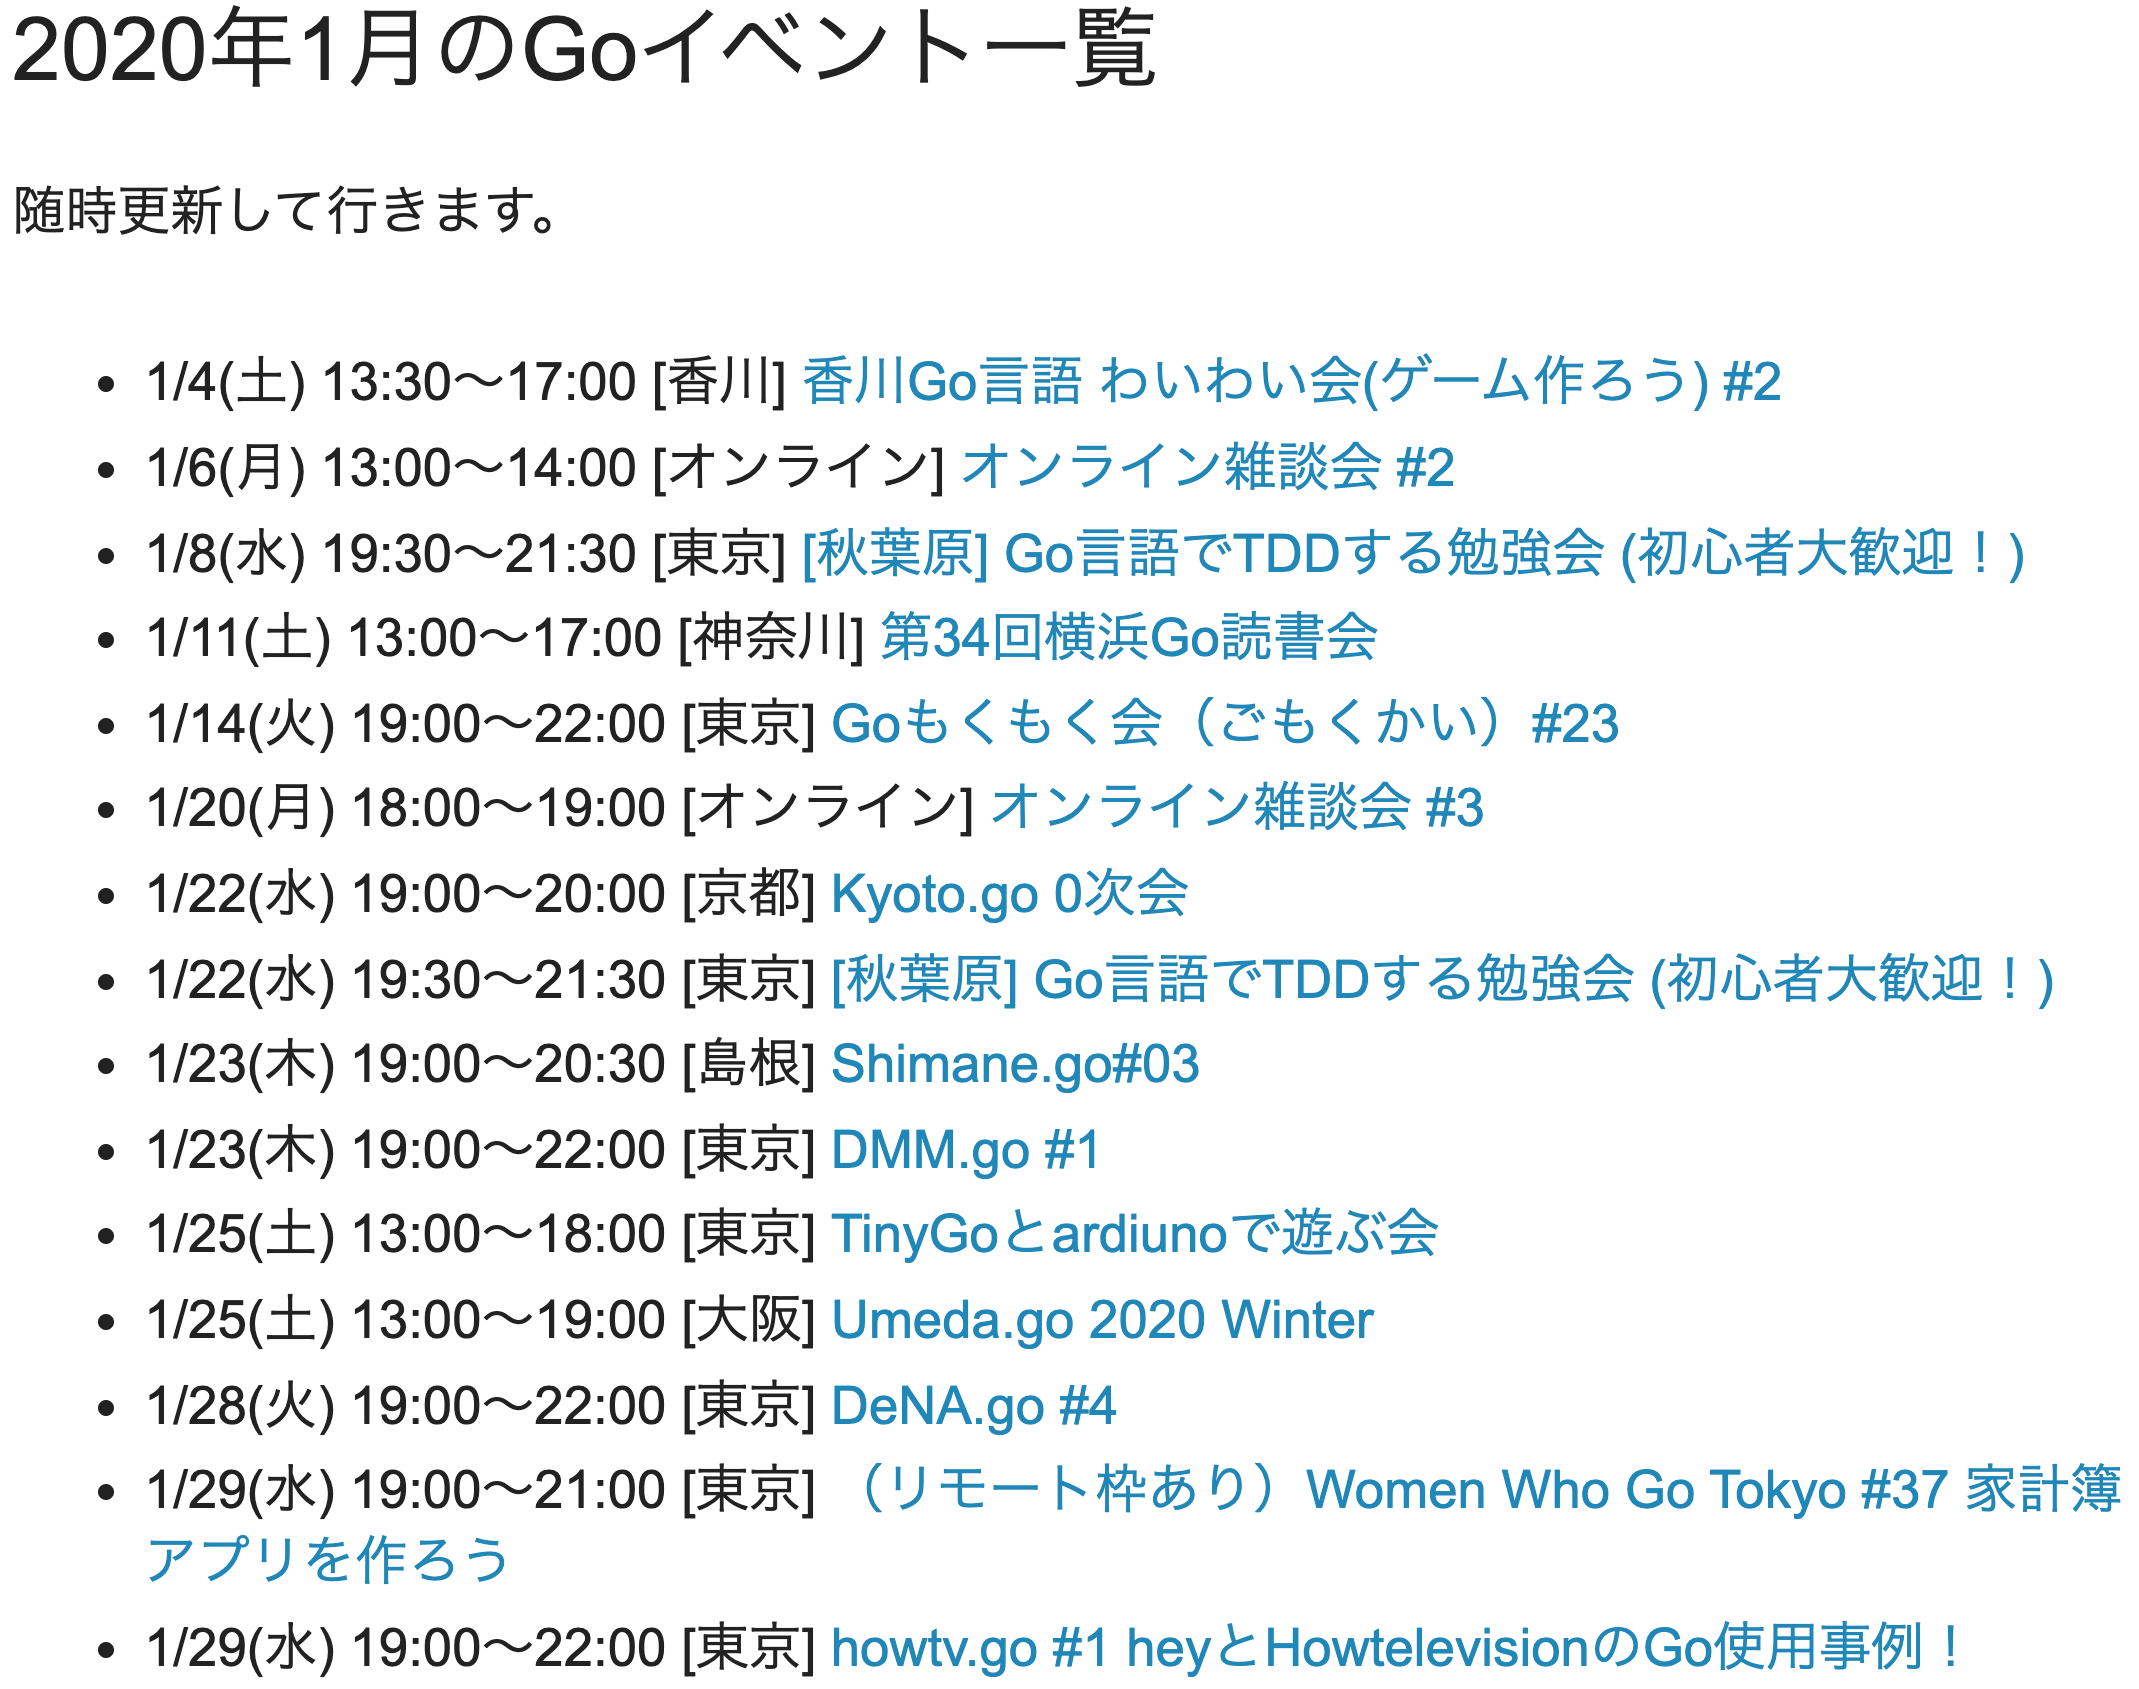 2020年1月のGoイベント一覧
随時更新して行きます。
• 1/4(土) 13:30〜17:00 [香川] 香川Go言語 わいわい会(ゲーム作ろう) #2
• 1/6(月) 13:00〜14:00 [オンライン] オンライン雑談会 #2
• 1/8(水) 19:30〜21:30 [東京] [秋葉原] Go言語でTDDする勉強会 (初心者大歓迎！)
• 1/11(土) 13:00〜17:00 [神奈川] 第34回横浜Go読書会
• 1/14(火) 19:00〜22:00 [東京] Goもくもく会（ごもくかい）#23
• 1/20(月) 18:00〜19:00 [オンライン] オンライン雑談会 #3
• 1/22(水) 19:00〜20:00 [京都] Kyoto.go 0次会
• 1/22(水) 19:30〜21:30 [東京] [秋葉原] Go言語でTDDする勉強会 (初心者大歓迎！)
• 1/23(木) 19:00〜20:30 [島根] Shimane.go#03
• 1/23(木) 19:00〜22:00 [東京] DMM.go #1
• 1/25(土) 13:00〜18:00 [東京] TinyGoとardiunoで遊ぶ会
• 1/25(土) 13:00〜19:00 [大阪] Umeda.go 2020 Winter
• 1/28(火) 19:00〜22:00 [東京] DeNA.go #4
• 1/29(水) 19:00〜21:00 [東京] （リモート枠あり）Women Who Go Tokyo #37 家計簿
アプリを作ろう
• 1/29(水) 19:00〜22:00 [東京] howtv.go #1 heyとHowtelevisionのGo使用事例！